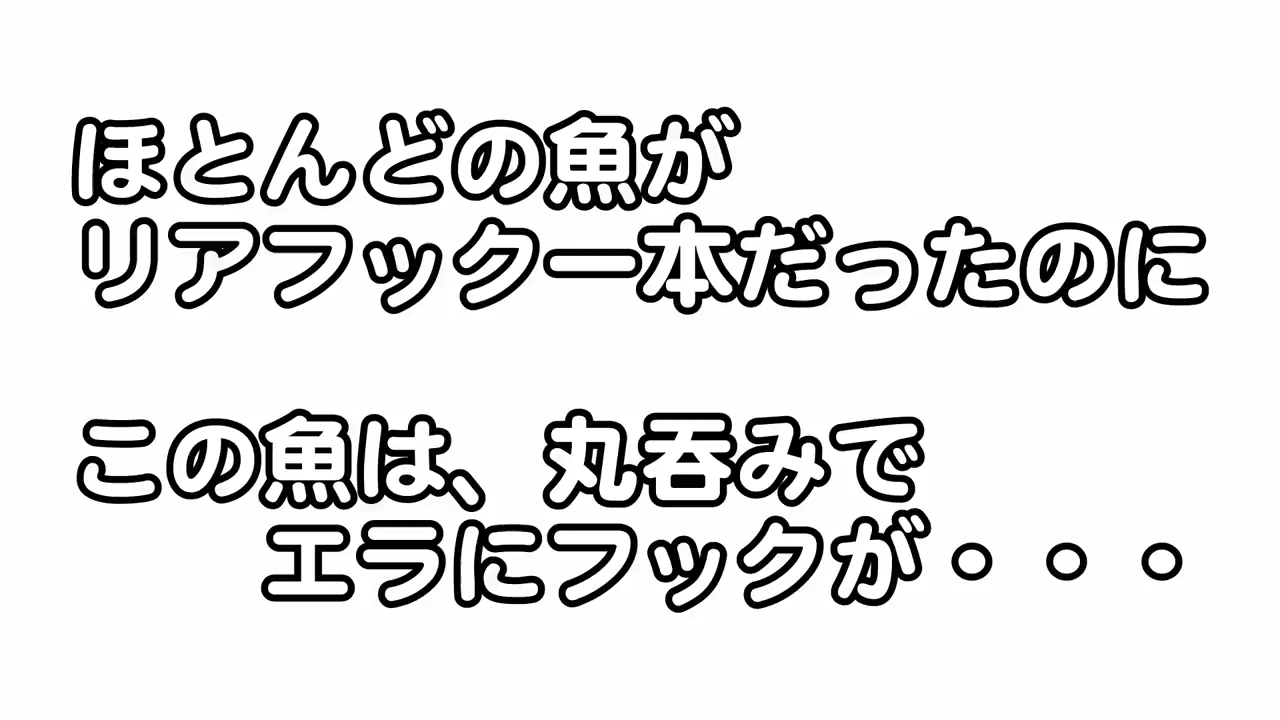 ほとんどの魚が
リアフック一本だったのに
この魚は、丸呑みで
エラにフックが・・・